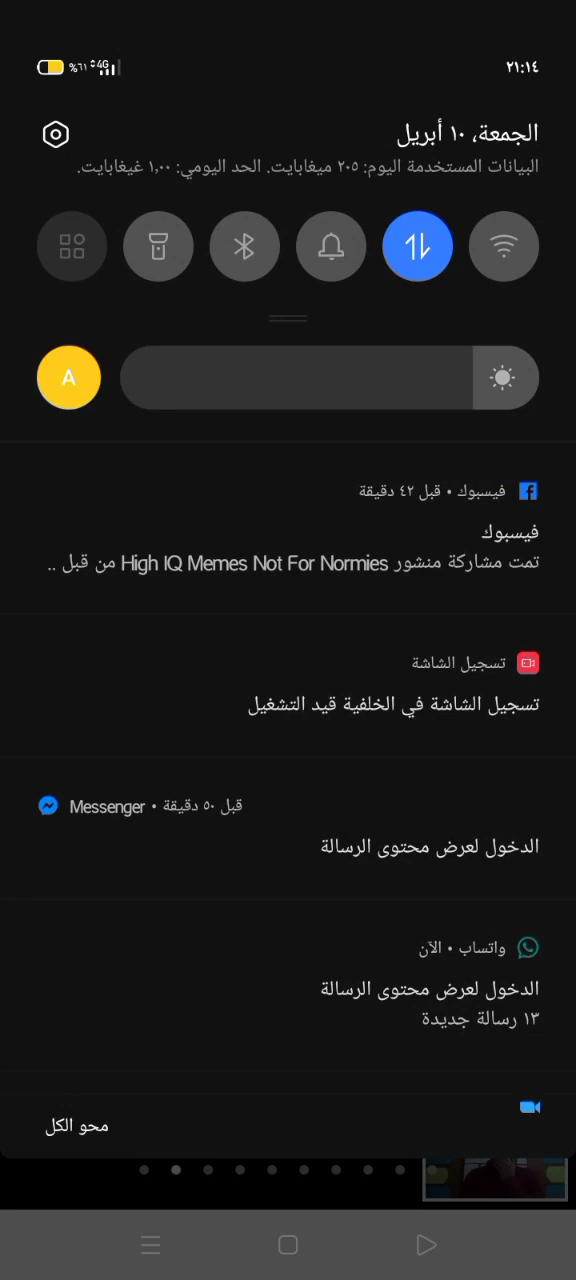 %٦١ 4G ٢١:١٤
الجمعة، ١٠ أبريل
البيانات المستخدمة اليوم: ٢٠٥ ميغابايت. الحد اليومي: ١,٠٠ غيغابايت.
A
فيسبوك • قبل ٤٢ دقيقة
فيسبوك
تمت مشاركة منشور High IQ Memes Not For Normies من قبل ..
تسجيل الشاشة
تسجيل الشاشة في الخلفية قيد التشغيل
Messenger • قبل ٥٠ دقيقة
الدخول لعرض محتوى الرسالة
واتساب • الآن
الدخول لعرض محتوى الرسالة
١٣ رسالة جديدة
محو الكل